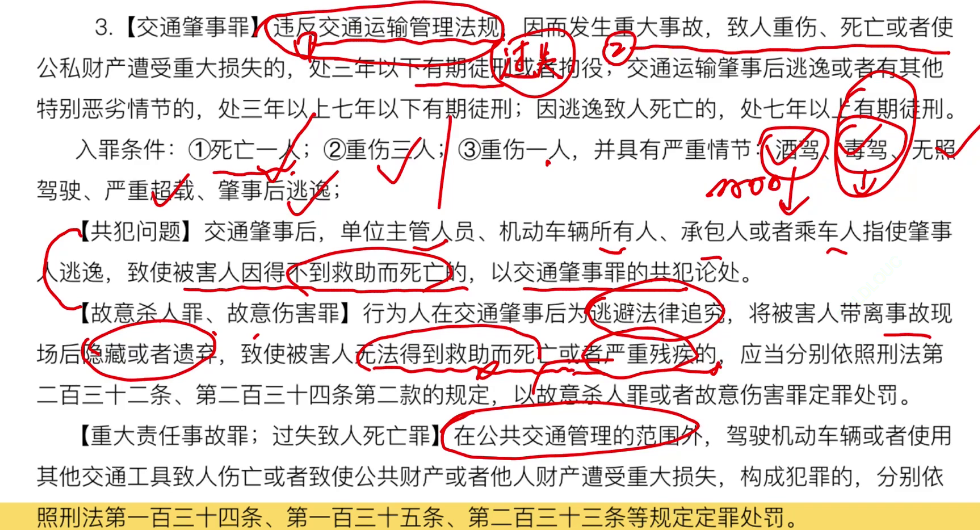 3.【交通肇事罪】违反交通运输管理法规，因而发生重大事故，致人重伤、死亡或者使
① 过失 ②
公私财产遭受重大损失的，处三年以下有期徒刑或者拘役；交通运输肇事后逃逸或者有其他
特别恶劣情节的，处三年以上七年以下有期徒刑；因逃逸致人死亡的，处七年以上有期徒刑。
入罪条件：①死亡一人；②重伤三人；③重伤一人，并具有严重情节：酒驾、毒驾、无照
驾驶、严重超载、肇事后逃逸；
【共犯问题】交通肇事后，单位主管人员、机动车辆所有人、承包人或者乘车人指使肇事
人逃逸，致使被害人因得不到救助而死亡的，以交通肇事罪的共犯论处。
【故意杀人罪、故意伤害罪】行为人在交通肇事后为逃避法律追究，将被害人带离事故现
场后隐藏或者遗弃，致使被害人无法得到救助而死亡或者严重残疾的，应当分别依照刑法第
二百三十二条、第二百三十四条第二款的规定，以故意杀人罪或者故意伤害罪定罪处罚。
【重大责任事故罪；过失致人死亡罪】在公共交通管理的范围外，驾驶机动车辆或者使用
其他交通工具致人伤亡或者致使公共财产或者他人财产遭受重大损失，构成犯罪的，分别依
照刑法第一百三十四条、第一百三十五条、第二百三十三条等规定定罪处罚。